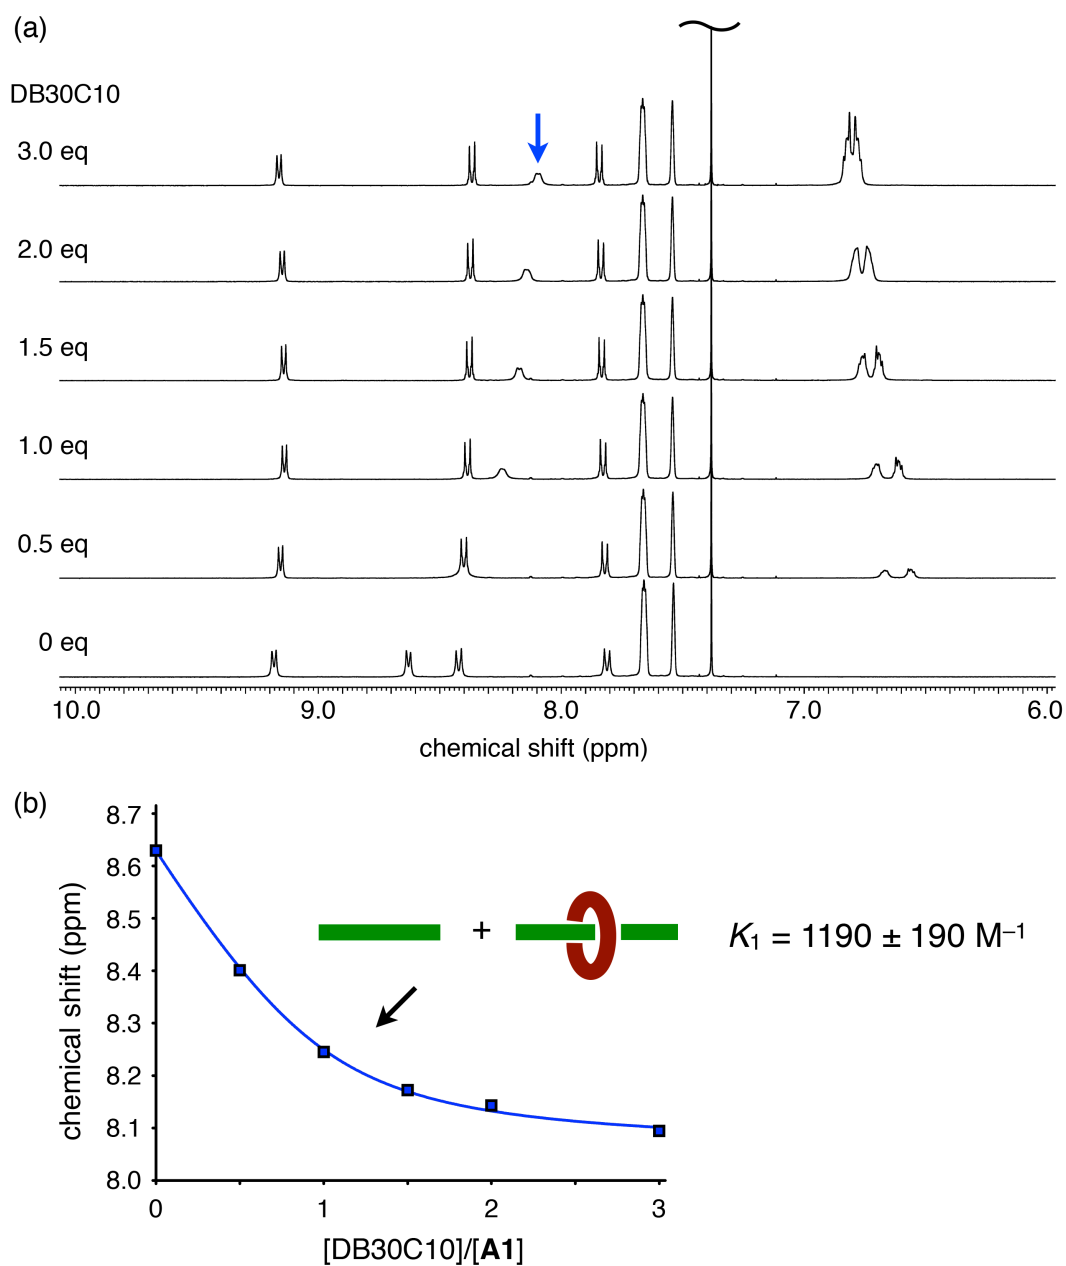 (a)
DB30C10
3.0 eq
2.0 eq
1.5 eq
1.0 eq
0.5 eq
0 eq
10.0 9.0 8.0 7.0 6.0
chemical shift (ppm)
(b)
8.7
8.6
8.5
8.4
8.3
8.2
8.1
8.0
chemical shift (ppm)
+
K1 = 1190 ± 190 M–1
0 1 2 3
[DB30C10]/[A1]